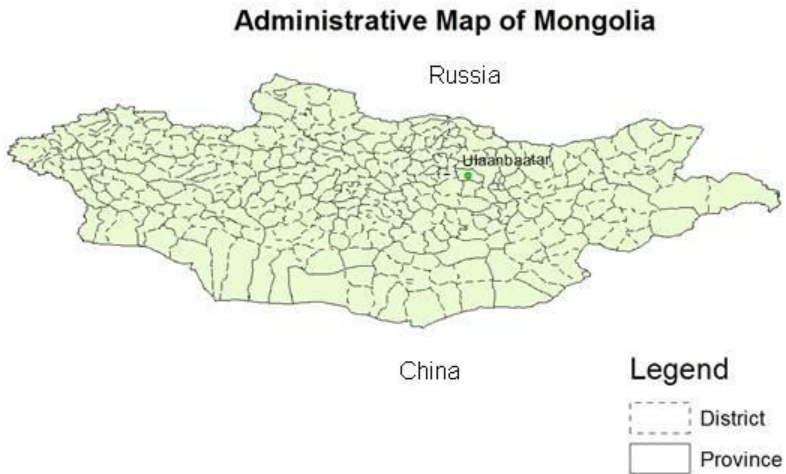 Administrative Map of Mongolia
Russia
Ulaanbaatar
China
Legend
District
Province